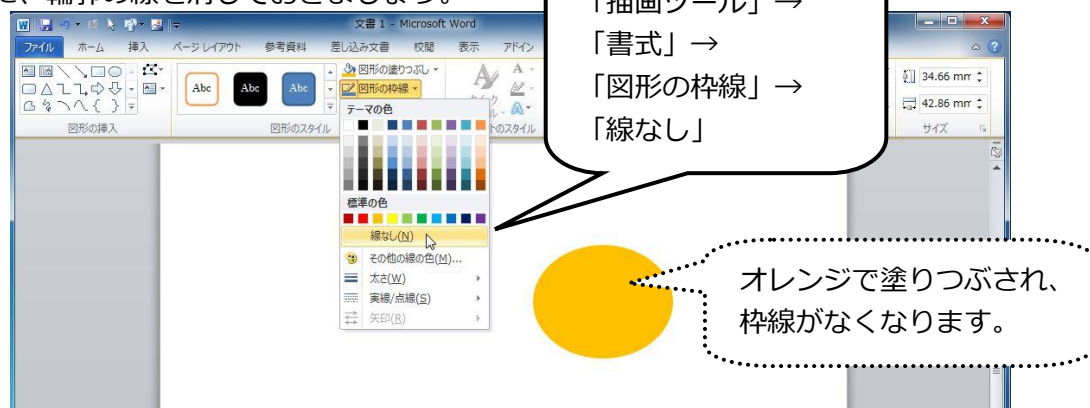 、輪郭の線を消しておきましょう。
文書 1 - Microsoft Word
「描画ツール」→
「書式」→
「図形の枠線」→
「線なし」
ファイル ホーム 挿入 ページ レイアウト 参考資料 差し込み文書 校閲 表示 アドイン
Abc Abc Abc
図形の塗りつぶし
図形の枠線
A A
34.66 mm
42.86 mm
図形の挿入 図形のスタイル トのスタイル サイズ
テーマの色
標準の色
線なし(N)
その他の線の色(M)...
太さ(W)
実線/点線(S)
矢印(R)
オレンジで塗りつぶされ、
枠線がなくなります。